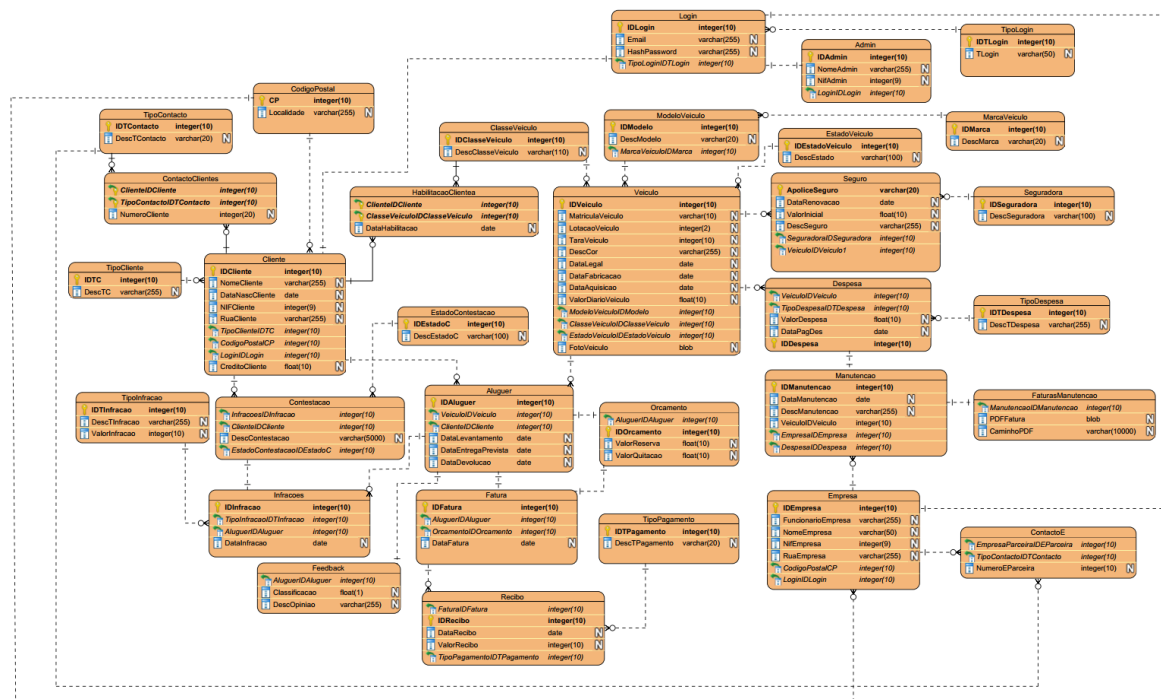 Login
IDLogin integer(10)
Email varchar(255) N
HashPassword varchar(255) N
TipoLoginIDTLogin integer(10)
TipoLogin
IDTLogin integer(10)
TLogin varchar(50) N
Admin
IDAdmin integer(10)
NomeAdmin varchar(255) N
NifAdmin integer(9) N
LoginIDLogin integer(10)
CodigoPostal
CP integer(10)
Localidade varchar(255) N
TipoContacto
IDTContacto integer(10)
DescTContacto varchar(20) N
ClasseVeiculo
IDClasseVeiculo integer(10)
DescClasseVeiculo varchar(110) N
ModeloVeiculo
IDModelo integer(10)
DescModelo varchar(20) N
MarcaVeiculoIDMarca integer(10)
MarcaVeiculo
IDMarca integer(10)
DescMarca varchar(20) N
EstadoVeiculo
IDEstadoVeiculo integer(10)
DescEstado varchar(100) N
ContactoClientes
ClienteIDCliente integer(10)
TipoContactoIDTContacto integer(10)
NumeroCliente integer(20) N
HabilitacaoClientea
ClienteIDCliente integer(10)
ClasseVeiculoIDClasseVeiculo integer(10)
DataHabilitacao date N
Veiculo
IDVeiculo integer(10)
MatriculaVeiculo varchar(10) N
LotacaoVeiculo integer(2) N
TaraVeiculo integer(10) N
DescCor varchar(255) N
DataLegal date N
DataFabricacao date N
DataAquisicao date N
ValorDiarioVeiculo float(10) N
ModeloVeiculoIDModelo integer(10)
ClasseVeiculoIDClasseVeiculo integer(10)
EstadoVeiculoIDEstadoVeiculo integer(10)
FotoVeiculo blob N
Seguro
ApoliceSeguro varchar(20)
DataRenovacao date N
ValorInicial float(10) N
DescSeguro varchar(255) N
SeguradoraIDSeguradora integer(10)
VeiculoIDVeiculo1 integer(10)
Seguradora
IDSeguradora integer(10)
DescSeguradora varchar(100) N
TipoCliente
IDTC integer(10)
DescTC varchar(255) N
Cliente
IDCliente integer(10)
NomeCliente varchar(255) N
DataNascCliente date N
NIFCliente integer(9) N
RuaCliente varchar(255) N
TipoClienteIDTC integer(10)
CodigoPostalCP integer(10)
LoginIDLogin integer(10)
CreditoCliente float(10) N
EstadoContestacao
IDEstadoC integer(10)
DescEstadoC varchar(100) N
Despesa
VeiculoIDVeiculo integer(10)
TipoDespesaIDTDespesa integer(10)
ValorDespesa float(10) N
DataPagDes date N
IDDespesa integer(10)
TipoDespesa
IDTDespesa integer(10)
DescTDespesa varchar(255) N
TipoInfracao
IDTInfracao integer(10)
DescTInfracao varchar(255) N
ValorInfracao integer(10) N
Contestacao
InfracoesIDInfracao integer(10)
ClienteIDCliente integer(10)
DescContestacao varchar(5000) N
EstadoContestacaoIDEstadoC integer(10)
Aluguer
IDAluguer integer(10)
VeiculoIDVeiculo integer(10)
ClienteIDCliente integer(10)
DataLevantamento date N
DataEntregaPrevista date N
DataDevolucao date N
Orcamento
AluguerIDAluguer integer(10)
IDOrcamento integer(10)
ValorReserva float(10) N
ValorQuitacao float(10) N
Manutencao
IDManutencao integer(10)
DataManutencao date N
DescManutencao varchar(255) N
VeiculoIDVeiculo integer(10)
EmpresaIDEmpresa integer(10)
DespesaIDDespesa integer(10)
FaturasManutencao
ManutencaoIDManutencao integer(10)
PDFFatura blob N
CaminhoPDF varchar(10000) N
Infracoes
IDInfracao integer(10)
TipoInfracaoIDTInfracao integer(10)
AluguerIDAluguer integer(10)
DataInfracao date N
Fatura
IDFatura integer(10)
AluguerIDAluguer integer(10)
OrcamentoIDOrcamento integer(10)
DataFatura date N
TipoPagamento
IDTPagamento integer(10)
DescTPagamento varchar(20) N
Empresa
IDEmpresa integer(10)
FuncionarioEmpresa varchar(255) N
NomeEmpresa varchar(50) N
NifEmpresa integer(9) N
RuaEmpresa varchar(255) N
CodigoPostalCP integer(10)
LoginIDLogin integer(10)
ContactoE
EmpresaParceiraIDEParceira integer(10)
TipoContactoIDTContacto integer(10)
NumeroEParceira integer(10) N
Feedback
AluguerIDAluguer integer(10)
Classificacao float(1) N
DescOpiniao varchar(255) N
Recibo
FaturaIDFatura integer(10)
IDRecibo integer(10)
DataRecibo date N
ValorRecibo integer(10) N
TipoPagamentoIDTPagamento integer(10)